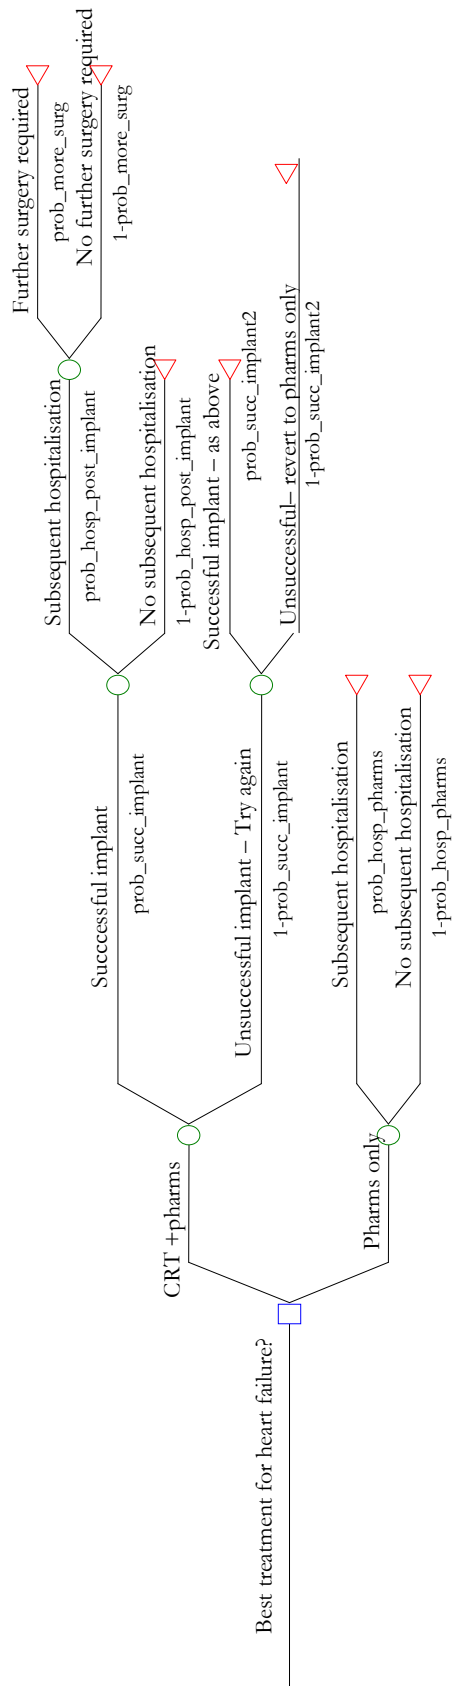 Best treatment for heart failure?
CRT +pharms
Succcessful implant
prob_succ_implant
Subsequent hospitalisation
prob_hosp_post_implant
Further surgery required
prob_more_surg
No further surgery required
1-prob_more_surg
No subsequent hospitalisation
1-prob_hosp_post_implant
Unsuccessful implant – Try again
1-prob_succ_implant
Successful implant – as above
prob_succ_implant2
Unsuccessful– revert to pharms only
1-prob_succ_implant2
Pharms only
Subsequent hospitalisation
prob_hosp_pharms
No subsequent hospitalisation
1-prob_hosp_pharms